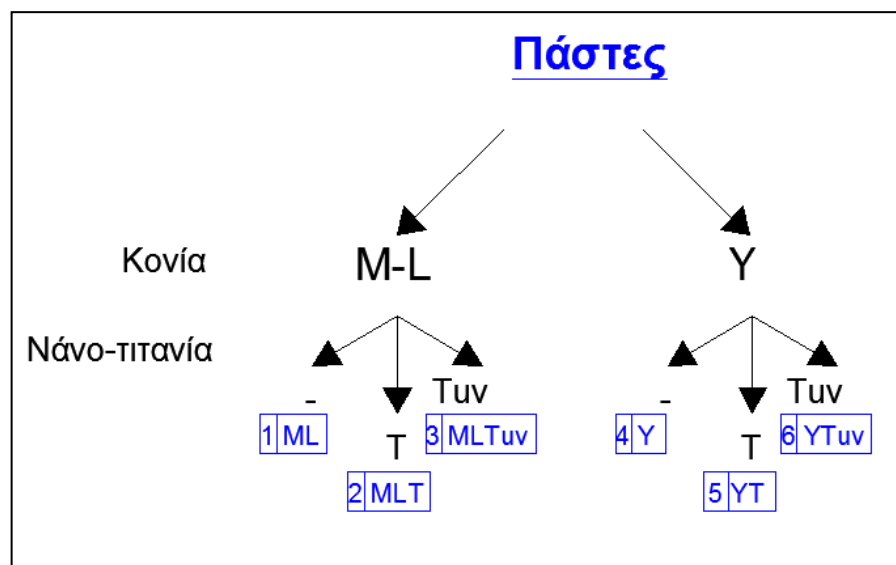 Πάστες
Κονία M-L Y
Νάνο-τιτανία
- Tuv - Tuv
1 ML T 3 MLTuv 4 Y T 6 YTuv
2 MLT 5 YT